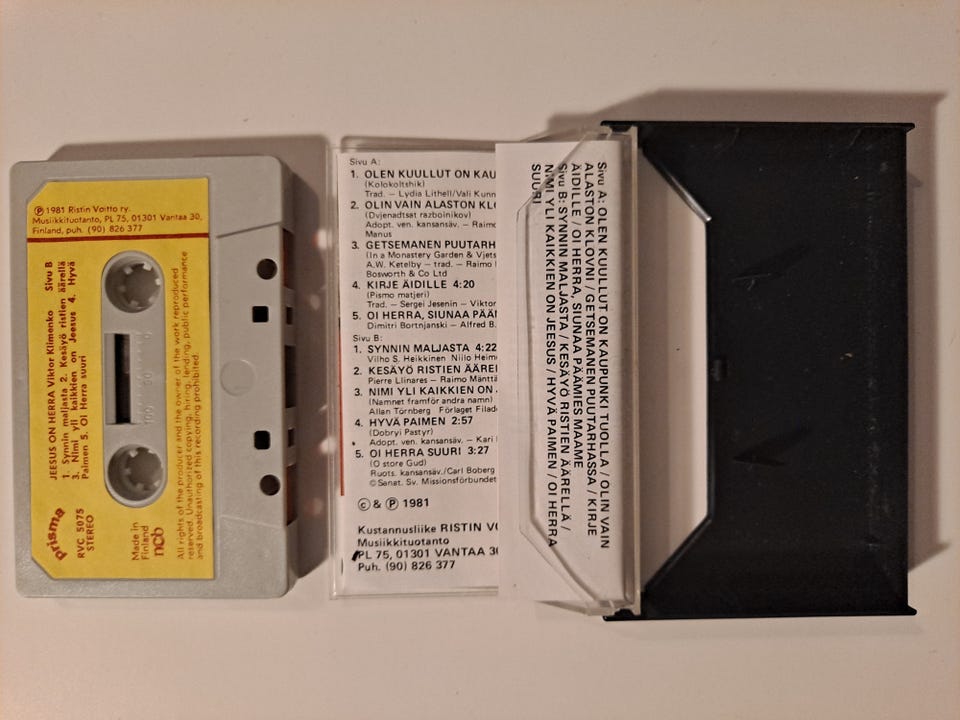 ℗ 1981 Ristin Voitto ry.
Musiikkituotanto, PL 75, 01301 Vantaa 30,
Finland, puh. (90) 826 377
JEESUS ON HERRA Viktor Klimenko Sivu B
1. Synnin maljasta 2. Kesäyö ristien äärellä
3. Nimi yli kaikkien on Jeesus 4. Hyvä
Paimen 5. Oi Herra suuri
prisma
RVC 5075
STEREO
Made in
Finland
ncb
All rights of the producer and the owner of the work reproduced
reserved. Unauthorized copying, hiring, lending, public performance
and broadcasting of this recording prohibited.
Sivu A:
1. OLEN KUULLUT ON KAU
(Kolokoltshik)
Trad. – Lydia Lithell/Vali Kunn
2. OLIN VAIN ALASTON KL
(Dvjenadtsat razboinikov)
Adopt. ven. kansansäv. – Raimo
Manus
3. GETSEMANEN PUUTARH
(In a Monastery Garden & Vjets
A.W. Ketelby – trad. – Raimo
Bosworth & Co Ltd
4. KIRJE ÄIDILLE 4:20
(Pismo matjeri)
Trad. – Sergei Jesenin – Viktor
5. OI HERRA, SIUNAA PÄÄ
Dimitri Bortnjanski – Alfred B.
Sivu B:
1. SYNNIN MALJASTA 4:22
Vilho S. Heikkinen Niilo Heim
2. KESÄYÖ RISTIEN ÄÄREL
Pierre Llinares – Raimo Mäntt
3. NIMI YLI KAIKKIEN ON
(Namnet framför andra namn)
Allan Törnberg Förlaget Filad
4. HYVÄ PAIMEN 2:57
(Dobryi Pastyr)
Adopt. ven. kansansäv. – Kari
5. OI HERRA SUURI 3:27
(O store Gud)
Ruots. kansansäv./Carl Boberg
© Sanat. Sv. Missionsförbundet
© & ℗ 1981
Kustannusliike RISTIN VO
Musiikkituotanto
PL 75, 01301 VANTAA 30
Puh. (90) 826 377
Sivu A: OLEN KUULLUT ON KAUPUNKI TUOLLA / OLIN VAIN
ALASTON KLOVNI / GETSEMANEN PUUTARHASSA / KIRJE
ÄIDILLE / OI HERRA, SIUNAA PÄÄMIES MAAMME
Sivu B: SYNNIN MALJASTA / KESÄYÖ RISTIEN ÄÄRELLÄ /
NIMI YLI KAIKKIEN ON JEESUS / HYVÄ PAIMEN / OI HERRA
SUURI